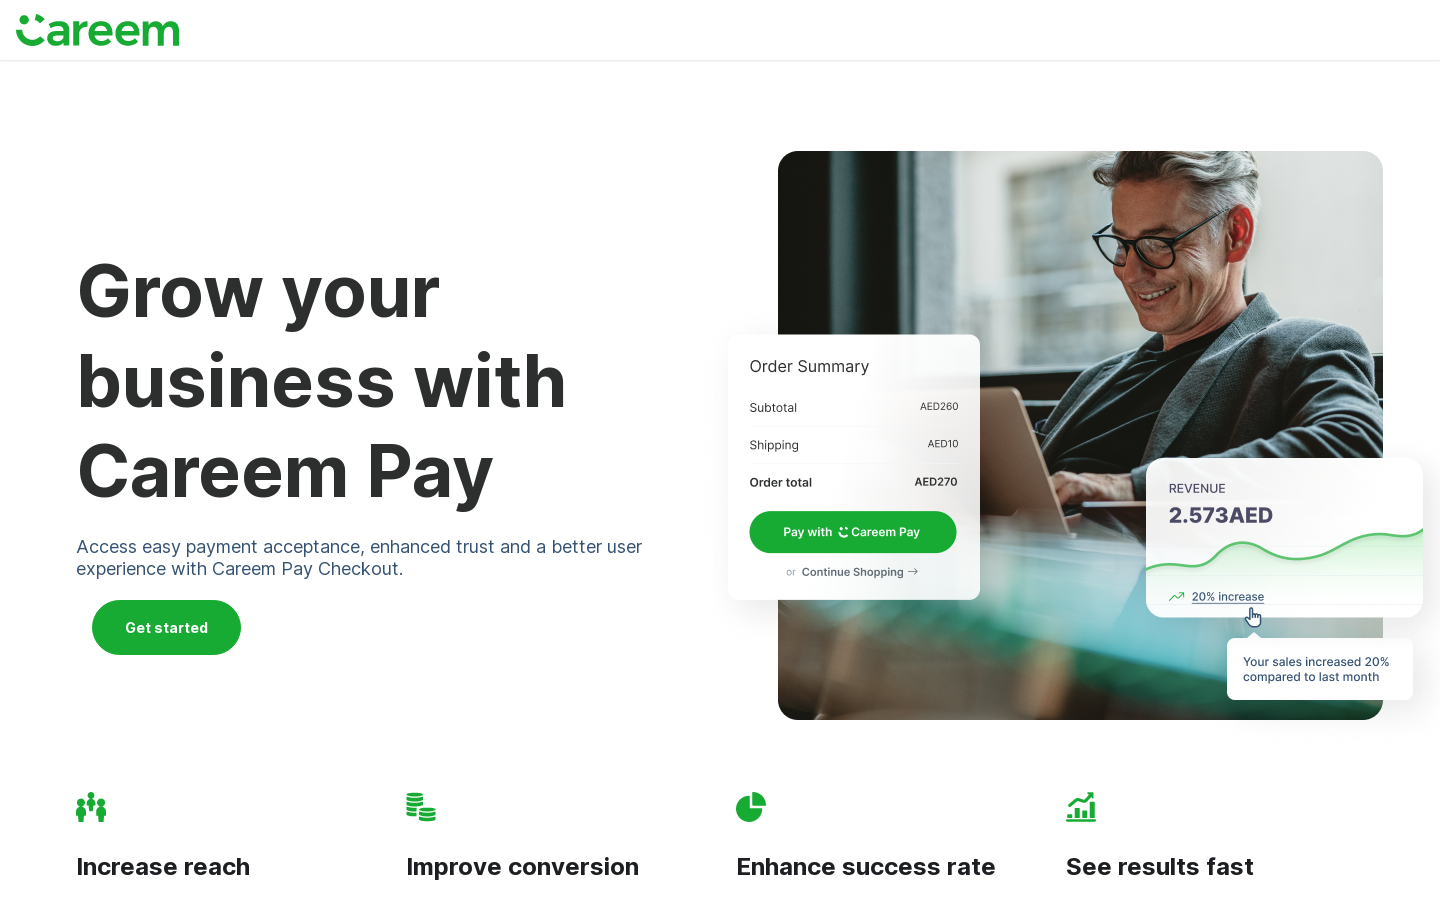 Careem
Grow your
business with
Careem Pay
Access easy payment acceptance, enhanced trust and a better user
experience with Careem Pay Checkout.
Get started
Order Summary
Subtotal AED260
Shipping AED10
Order total AED270
Pay with Careem Pay
or Continue Shopping →
REVENUE
2.573AED
20% increase
Your sales increased 20%
compared to last month
Increase reach
Improve conversion
Enhance success rate
See results fast